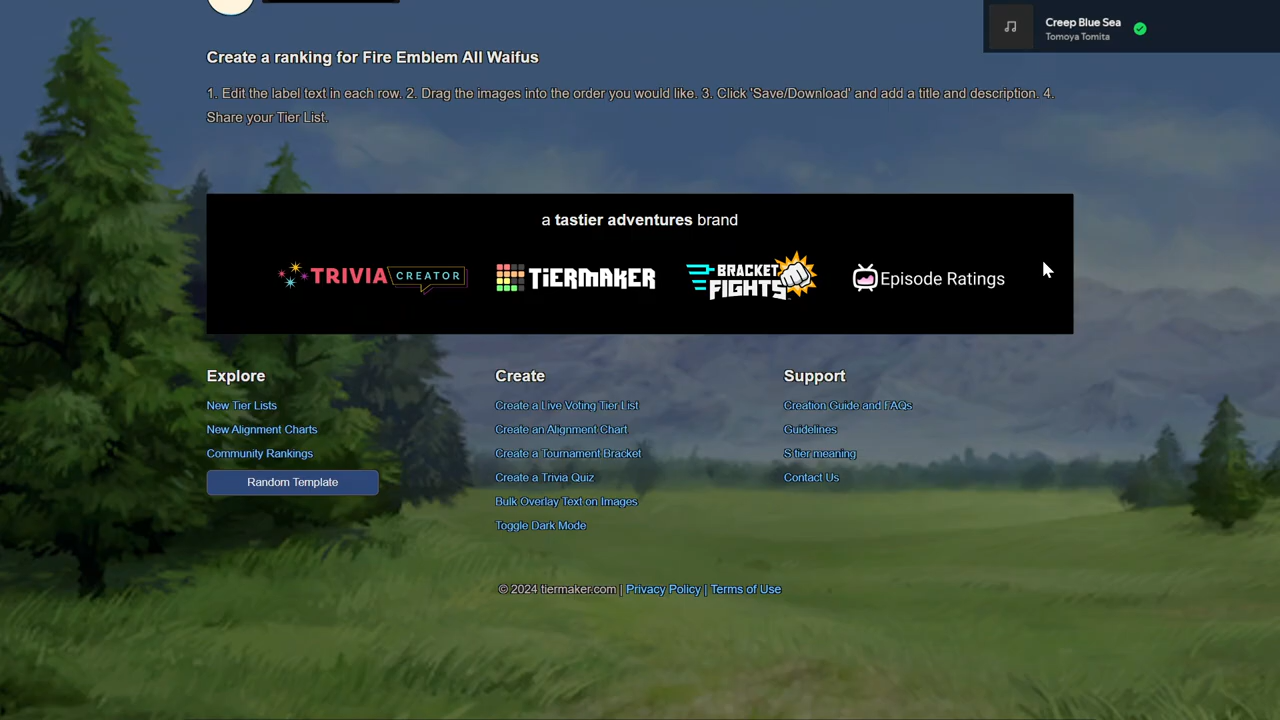 Creep Blue Sea
Tomoya Tomita
Create a ranking for Fire Emblem All Waifus
1. Edit the label text in each row. 2. Drag the images into the order you would like. 3. Click 'Save/Download' and add a title and description. 4.
Share your Tier List.
a tastier adventures brand
TRIVIA CREATOR
TiERMAKER
BRACKET
FIGHTS
Episode Ratings
Explore
New Tier Lists
New Alignment Charts
Community Rankings
Random Template
Create
Create a Live Voting Tier List
Create an Alignment Chart
Create a Tournament Bracket
Create a Trivia Quiz
Bulk Overlay Text on Images
Toggle Dark Mode
Support
Creation Guide and FAQs
Guidelines
S tier meaning
Contact Us
© 2024 tiermaker.com | Privacy Policy | Terms of Use